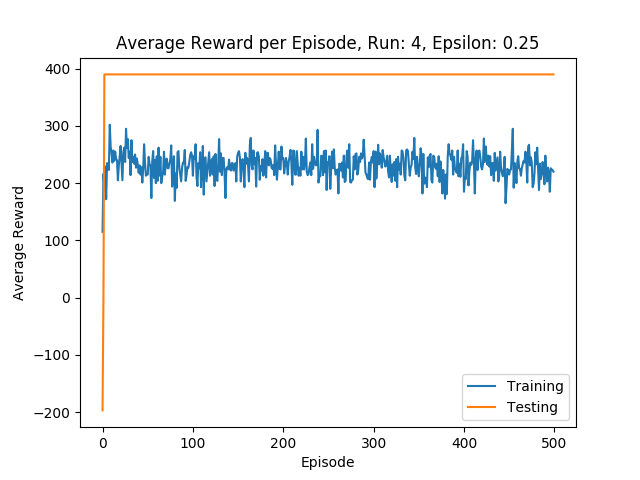 Average Reward per Episode, Run: 4, Epsilon: 0.25
400
300
200
100
0
−100
−200
Average Reward
0
100
200
300
400
500
Episode
Training
Testing